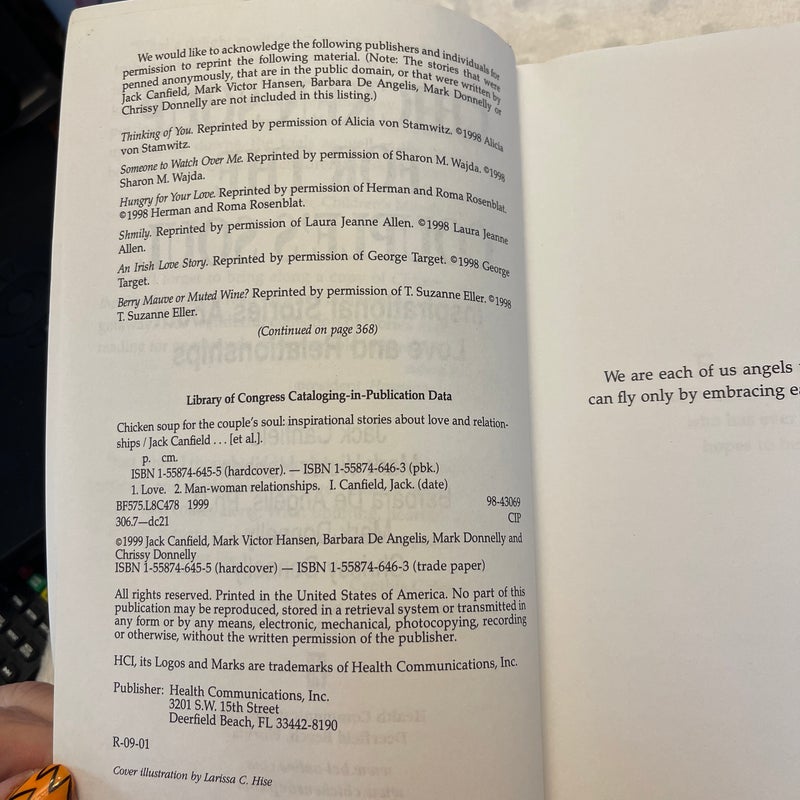 We would like to acknowledge the following publishers and individuals for
permission to reprint the following material. (Note: The stories that were
penned anonymously, that are in the public domain, or that were written by
Jack Canfield, Mark Victor Hansen, Barbara De Angelis, Mark Donnelly or
Chrissy Donnelly are not included in this listing.)
Thinking of You. Reprinted by permission of Alicia von Stamwitz. ©1998 Alicia
von Stamwitz.
Someone to Watch Over Me. Reprinted by permission of Sharon M. Wajda. ©1998
Sharon M. Wajda.
Hungry for Your Love. Reprinted by permission of Herman and Roma Rosenblat.
©1998 Herman and Roma Rosenblat.
Shmily. Reprinted by permission of Laura Jeanne Allen. ©1998 Laura Jeanne
Allen.
An Irish Love Story. Reprinted by permission of George Target. ©1998 George
Target.
Berry Mauve or Muted Wine? Reprinted by permission of T. Suzanne Eller. ©1998
T. Suzanne Eller.
(Continued on page 368)
Library of Congress Cataloging-in-Publication Data
Chicken soup for the couple's soul: inspirational stories about love and relation-
ships / Jack Canfield . . . [et al.].
p. cm.
ISBN 1-55874-645-5 (hardcover). — ISBN 1-55874-646-3 (pbk.)
1. Love. 2. Man-woman relationships. I. Canfield, Jack. (date)
BF575.L8C478 1999 98-43069
306.7—dc21 CIP
©1999 Jack Canfield, Mark Victor Hansen, Barbara De Angelis, Mark Donnelly and
Chrissy Donnelly
ISBN 1-55874-645-5 (hardcover) — ISBN 1-55874-646-3 (trade paper)
All rights reserved. Printed in the United States of America. No part of this
publication may be reproduced, stored in a retrieval system or transmitted in
any form or by any means, electronic, mechanical, photocopying, recording
or otherwise, without the written permission of the publisher.
HCI, its Logos and Marks are trademarks of Health Communications, Inc.
Publisher: Health Communications, Inc.
3201 S.W. 15th Street
Deerfield Beach, FL 33442-8190
R-09-01
Cover illustration by Larissa C. Hise
We are each of us angels
can fly only by embracing